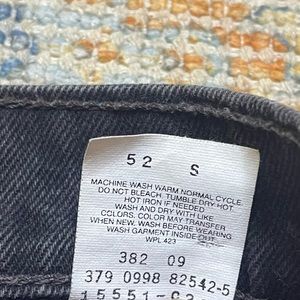 52 S
MACHINE WASH WARM NORMAL CYCLE.
DO NOT BLEACH. TUMBLE DRY HOT
HOT IRON IF NEEDED
WASH AND DRY WITH LIKE
COLORS. COLOR MAY TRANSFER
WHEN NEW. WASH BEFORE WEARING
WASH GARMENT INSIDE OUT
WPL 423
382 09
379 0998 82542-5
15551-